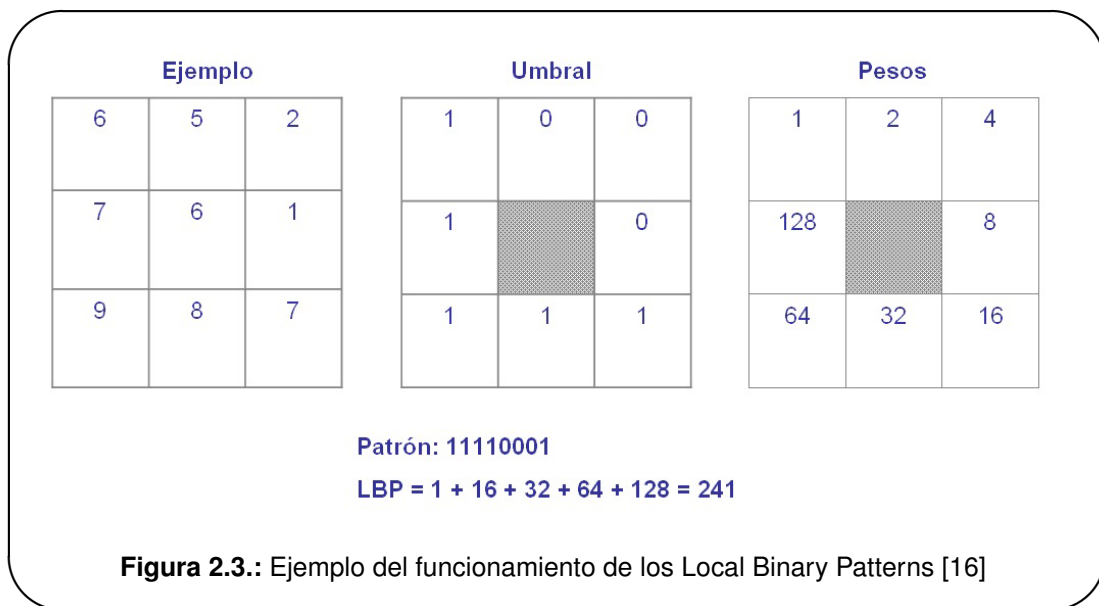 Ejemplo Umbral Pesos
6 5 2 1 0 0 1 2 4
7 6 1 1 0 128 8
9 8 7 1 1 1 64 32 16
Patrón: 11110001
LBP = 1 + 16 + 32 + 64 + 128 = 241
Figura 2.3.: Ejemplo del funcionamiento de los Local Binary Patterns [16]